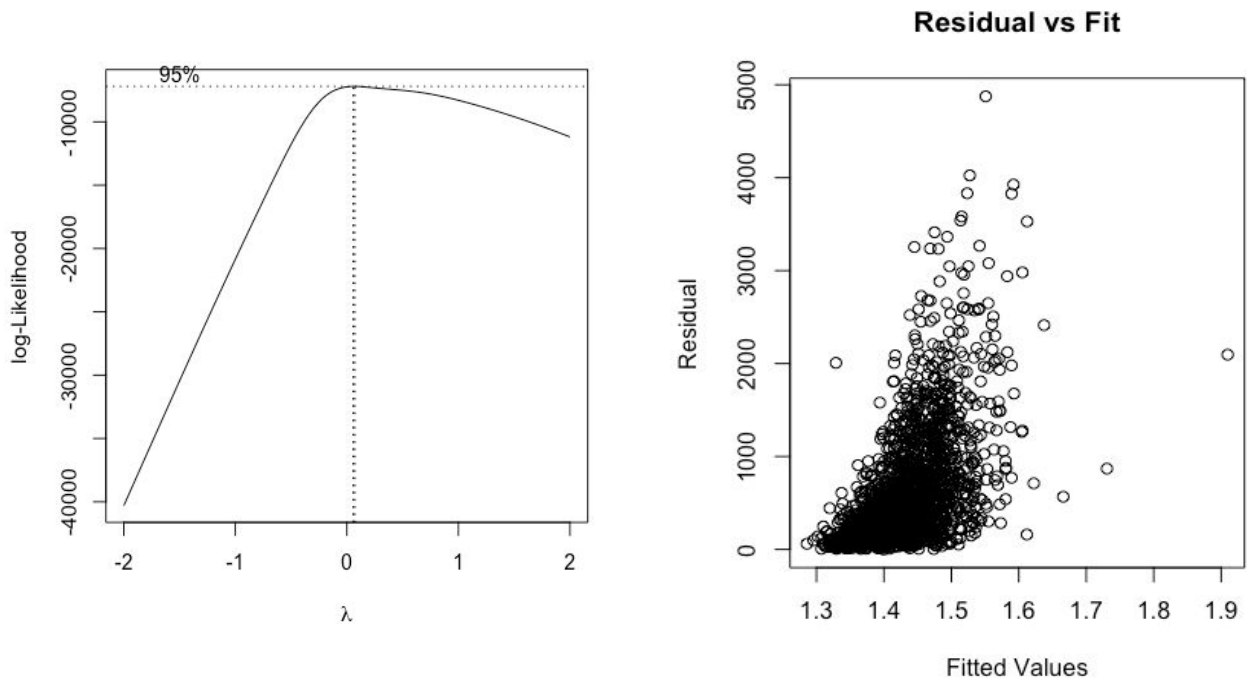 95%
log-Likelihood
-10000
-20000
-30000
-40000
-2 -1 0 1 2
λ
Residual vs Fit
Residual
5000
4000
3000
2000
1000
0
1.3 1.4 1.5 1.6 1.7 1.8 1.9
Fitted Values